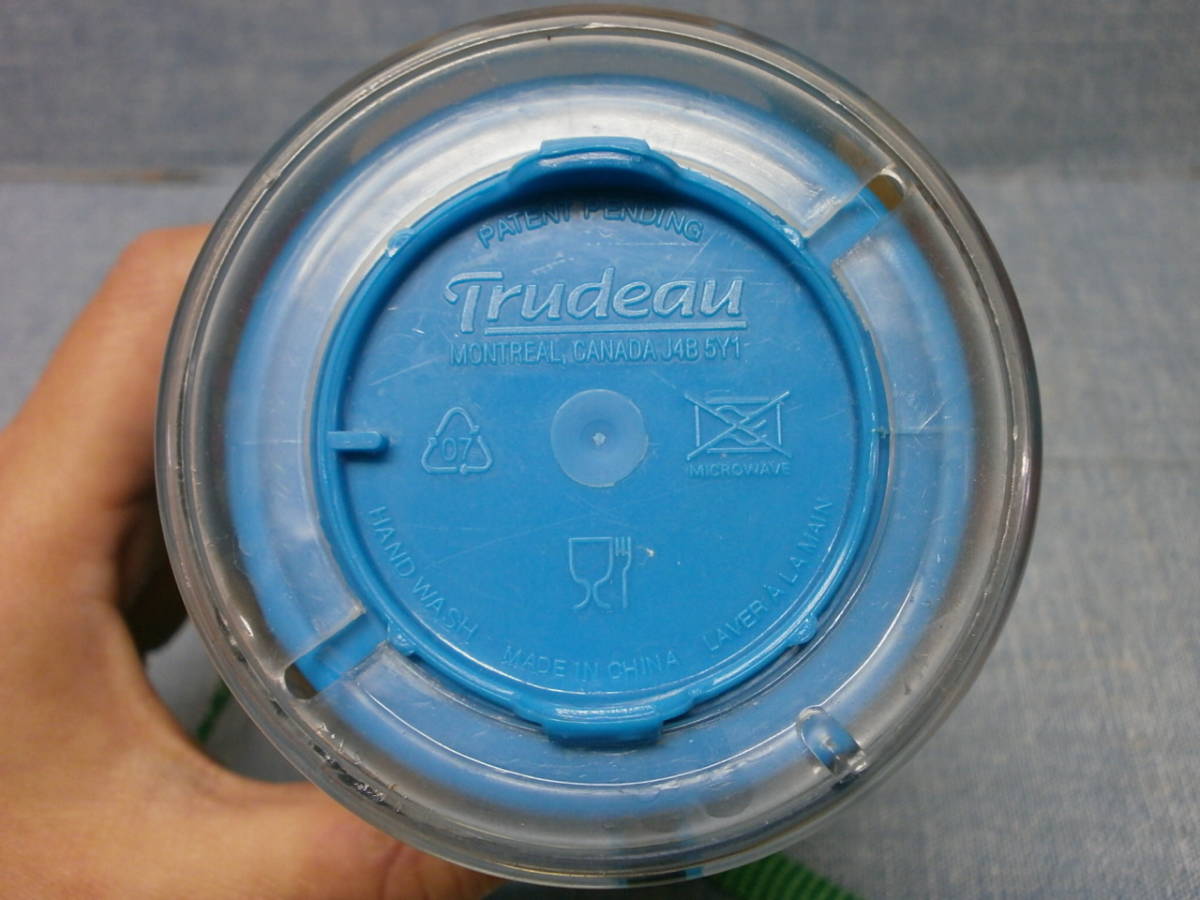 PATENT PENDING
Trudeau
MONTREAL, CANADA J4B 5Y1
07
MICROWAVE
HAND WASH
MADE IN CHINA
LAVER À LA MAIN